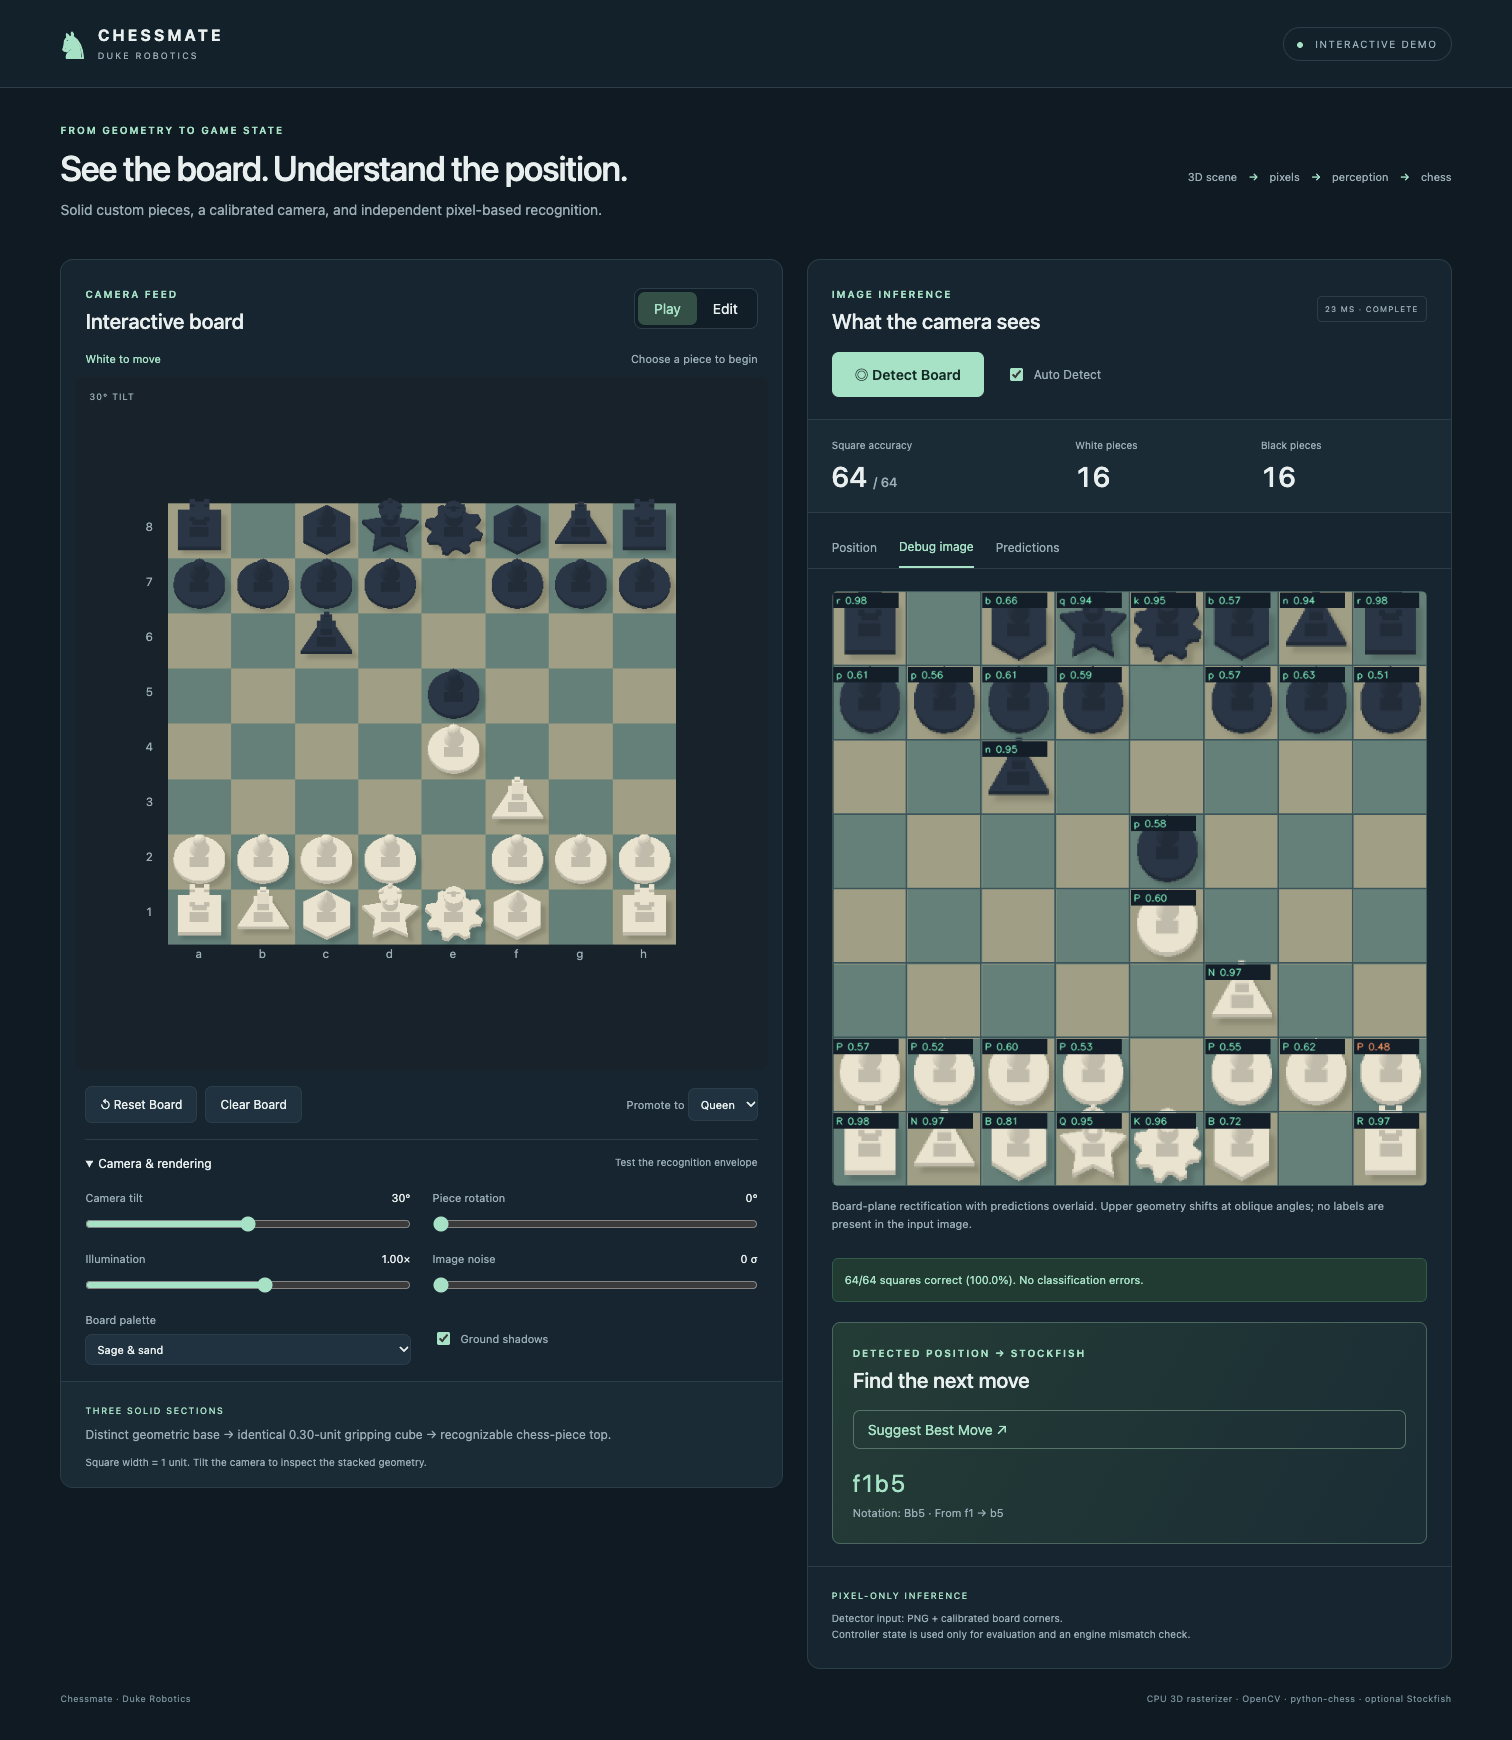 CHESSMATE
DUKE ROBOTICS
INTERACTIVE DEMO
FROM GEOMETRY TO GAME STATE
See the board. Understand the position.
3D scene → pixels → perception → chess
Solid custom pieces, a calibrated camera, and independent pixel-based recognition.
CAMERA FEED
Interactive board
Play Edit
White to move
Choose a piece to begin
30° TILT
8
7
6
5
4
3
2
1
a b c d e f g h
↺ Reset Board
Clear Board
Promote to Queen
▼ Camera & rendering
Test the recognition envelope
Camera tilt 30°
Piece rotation 0°
Illumination 1.00×
Image noise 0 σ
Board palette
Sage & sand
Ground shadows
THREE SOLID SECTIONS
Distinct geometric base → identical 0.30-unit gripping cube → recognizable chess-piece top.
Square width = 1 unit. Tilt the camera to inspect the stacked geometry.
IMAGE INFERENCE
What the camera sees
23 MS · COMPLETE
◎ Detect Board
Auto Detect
Square accuracy
64 / 64
White pieces
16
Black pieces
16
Position Debug image Predictions
r 0.98 b 0.66 q 0.94 k 0.95 b 0.57 n 0.94 r 0.98
p 0.61 p 0.56 p 0.61 p 0.59 p 0.57 p 0.63 p 0.51
n 0.95
p 0.58
P 0.60
N 0.97
P 0.57 P 0.52 P 0.60 P 0.53 P 0.55 P 0.62 P 0.48
R 0.98 N 0.97 B 0.81 Q 0.95 K 0.96 B 0.72 R 0.97
Board-plane rectification with predictions overlaid. Upper geometry shifts at oblique angles; no labels are
present in the input image.
64/64 squares correct (100.0%). No classification errors.
DETECTED POSITION → STOCKFISH
Find the next move
Suggest Best Move ↗
f1b5
Notation: Bb5 · From f1 → b5
PIXEL-ONLY INFERENCE
Detector input: PNG + calibrated board corners.
Controller state is used only for evaluation and an engine mismatch check.
Chessmate · Duke Robotics
CPU 3D rasterizer · OpenCV · python-chess · optional Stockfish